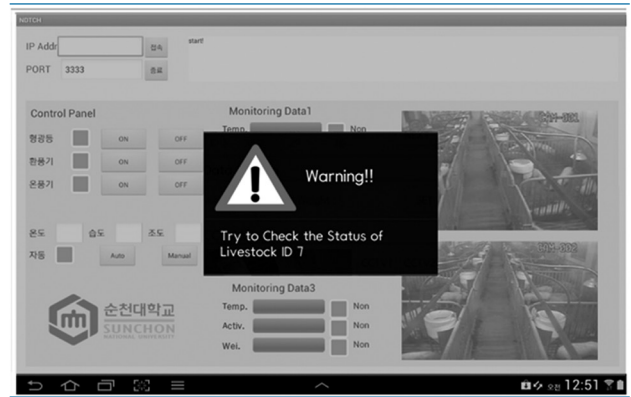 NOTCH
IP Addr
접속
start!
PORT 3333
종료
Control Panel
Monitoring Data1
형광등 ON OFF
Temp. Non
환풍기 ON OFF
온풍기 ON OFF
Warning!!
Try to Check the Status of
Livestock ID 7
온도 습도 조도
자동 Auto Manual
Monitoring Data3
Temp. Non
Activ. Non
Wei. Non
순천대학교
SUNCHON
NATIONAL UNIVERSITY
오전 12:51